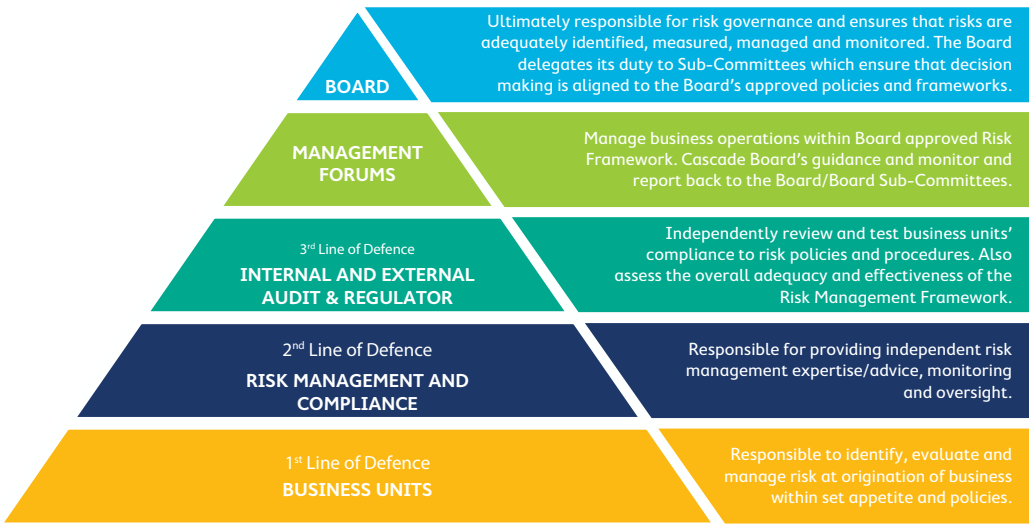 BOARD
Ultimately responsible for risk governance and ensures that risks are
adequately identified, measured, managed and monitored. The Board
delegates its duty to Sub-Committees which ensure that decision
making is aligned to the Board's approved policies and frameworks.
MANAGEMENT
FORUMS
Manage business operations within Board approved Risk
Framework. Cascade Board's guidance and monitor and
report back to the Board/Board Sub-Committees.
3rd Line of Defence
INTERNAL AND EXTERNAL
AUDIT & REGULATOR
Independently review and test business units'
compliance to risk policies and procedures. Also
assess the overall adequacy and effectiveness of the
Risk Management Framework.
2nd Line of Defence
RISK MANAGEMENT AND
COMPLIANCE
Responsible for providing independent risk
management expertise/advice, monitoring
and oversight.
1st Line of Defence
BUSINESS UNITS
Responsible to identify, evaluate and
manage risk at origination of business
within set appetite and policies.